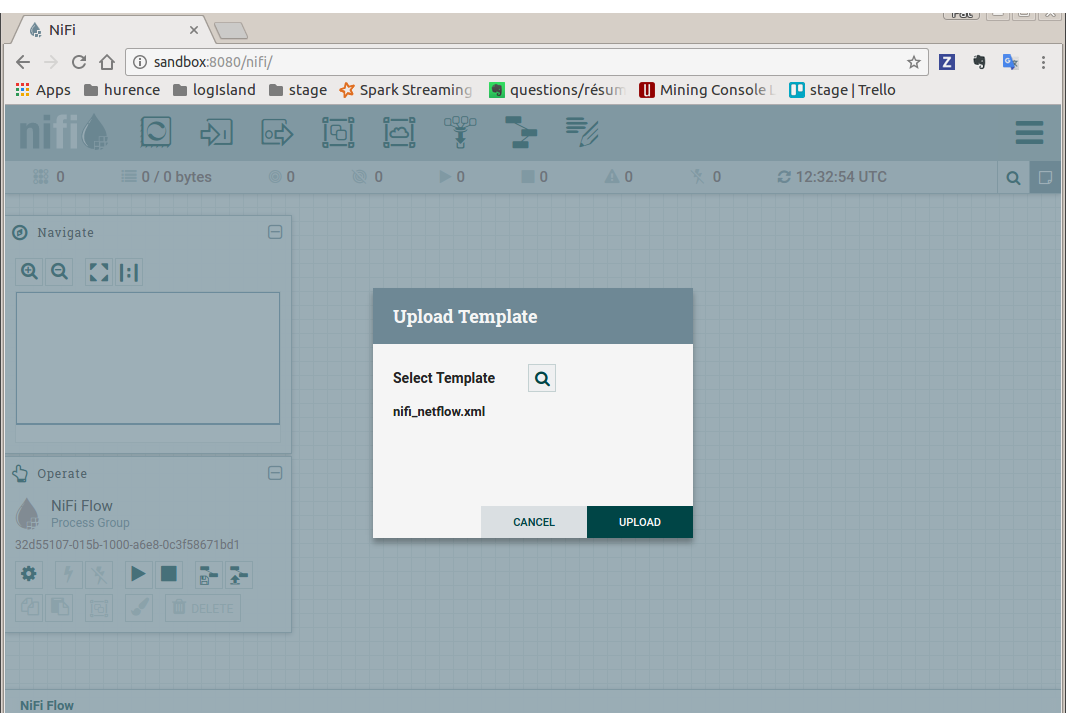 NiFi
sandbox:8080/nifi/
Apps hurence logIsland stage Spark Streaming questions/résum Mining Console L stage | Trello
nifi
0 0 / 0 bytes 0 0 0 0 0 0 12:32:54 UTC
Navigate
Upload Template
Select Template
nifi_netflow.xml
CANCEL UPLOAD
Operate
NiFi Flow
Process Group
32d55107-015b-1000-a6e8-0c3f58671bd1
DELETE
NiFi Flow